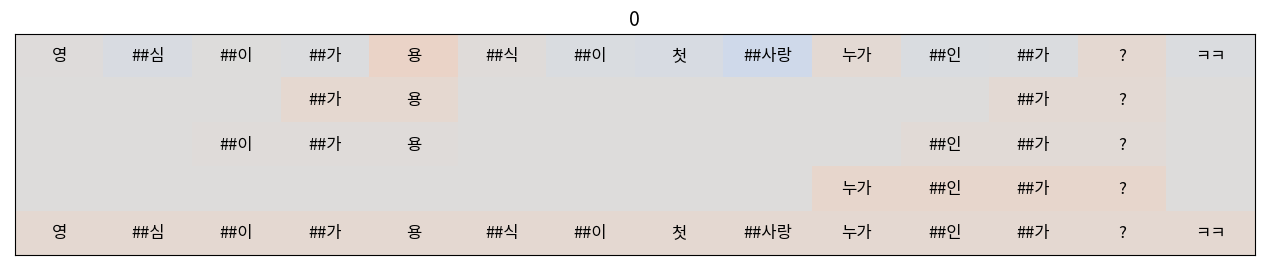 0
영 ##심 ##이 ##가 용 ##식 ##이 첫 ##사랑 누가 ##인 ##가 ? ㅋㅋ
##가 용 ##가 ?
##이 ##가 용 ##인 ##가 ?
누가 ##인 ##가 ?
영 ##심 ##이 ##가 용 ##식 ##이 첫 ##사랑 누가 ##인 ##가 ? ㅋㅋ